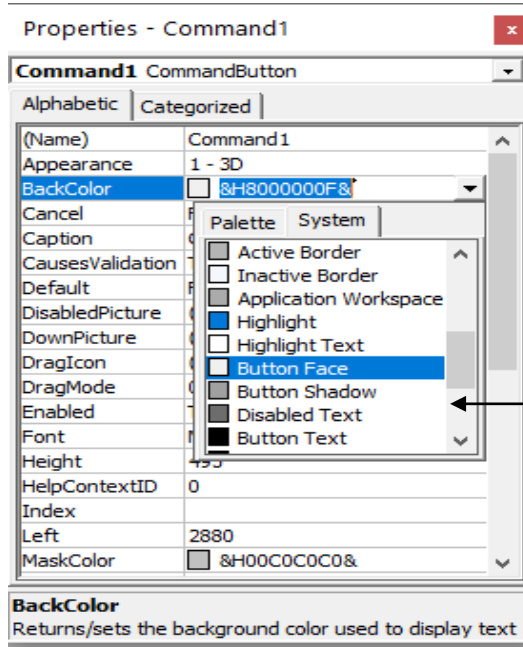 Properties - Command1
x
Command1 CommandButton
Alphabetic Categorized
(Name) Command1
Appearance 1 - 3D
BackColor &H8000000F&
Cancel F
Caption
CausesValidation T
Default F
DisabledPicture (
DownPicture (
DragIcon (
DragMode
Enabled T
Font
Height 495
HelpContextID 0
Index
Left 2880
MaskColor &H00C0C0C0&
Palette System
Active Border
Inactive Border
Application Workspace
Highlight
Highlight Text
Button Face
Button Shadow
Disabled Text
Button Text
BackColor
Returns/sets the background color used to display text